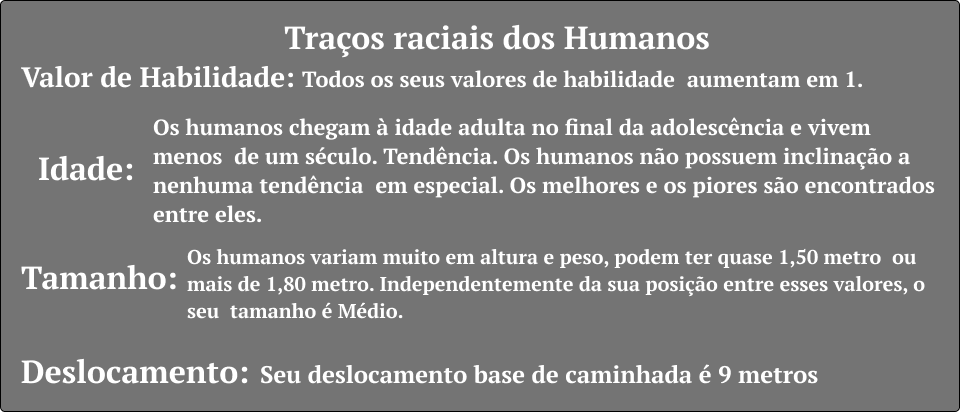 Traços raciais dos Humanos
Valor de Habilidade: Todos os seus valores de habilidade aumentam em 1.
Idade:
Os humanos chegam à idade adulta no final da adolescência e vivem
menos de um século. Tendência. Os humanos não possuem inclinação a
nenhuma tendência em especial. Os melhores e os piores são encontrados
entre eles.
Tamanho:
Os humanos variam muito em altura e peso, podem ter quase 1,50 metro ou
mais de 1,80 metro. Independentemente da sua posição entre esses valores, o
seu tamanho é Médio.
Deslocamento: Seu deslocamento base de caminhada é 9 metros